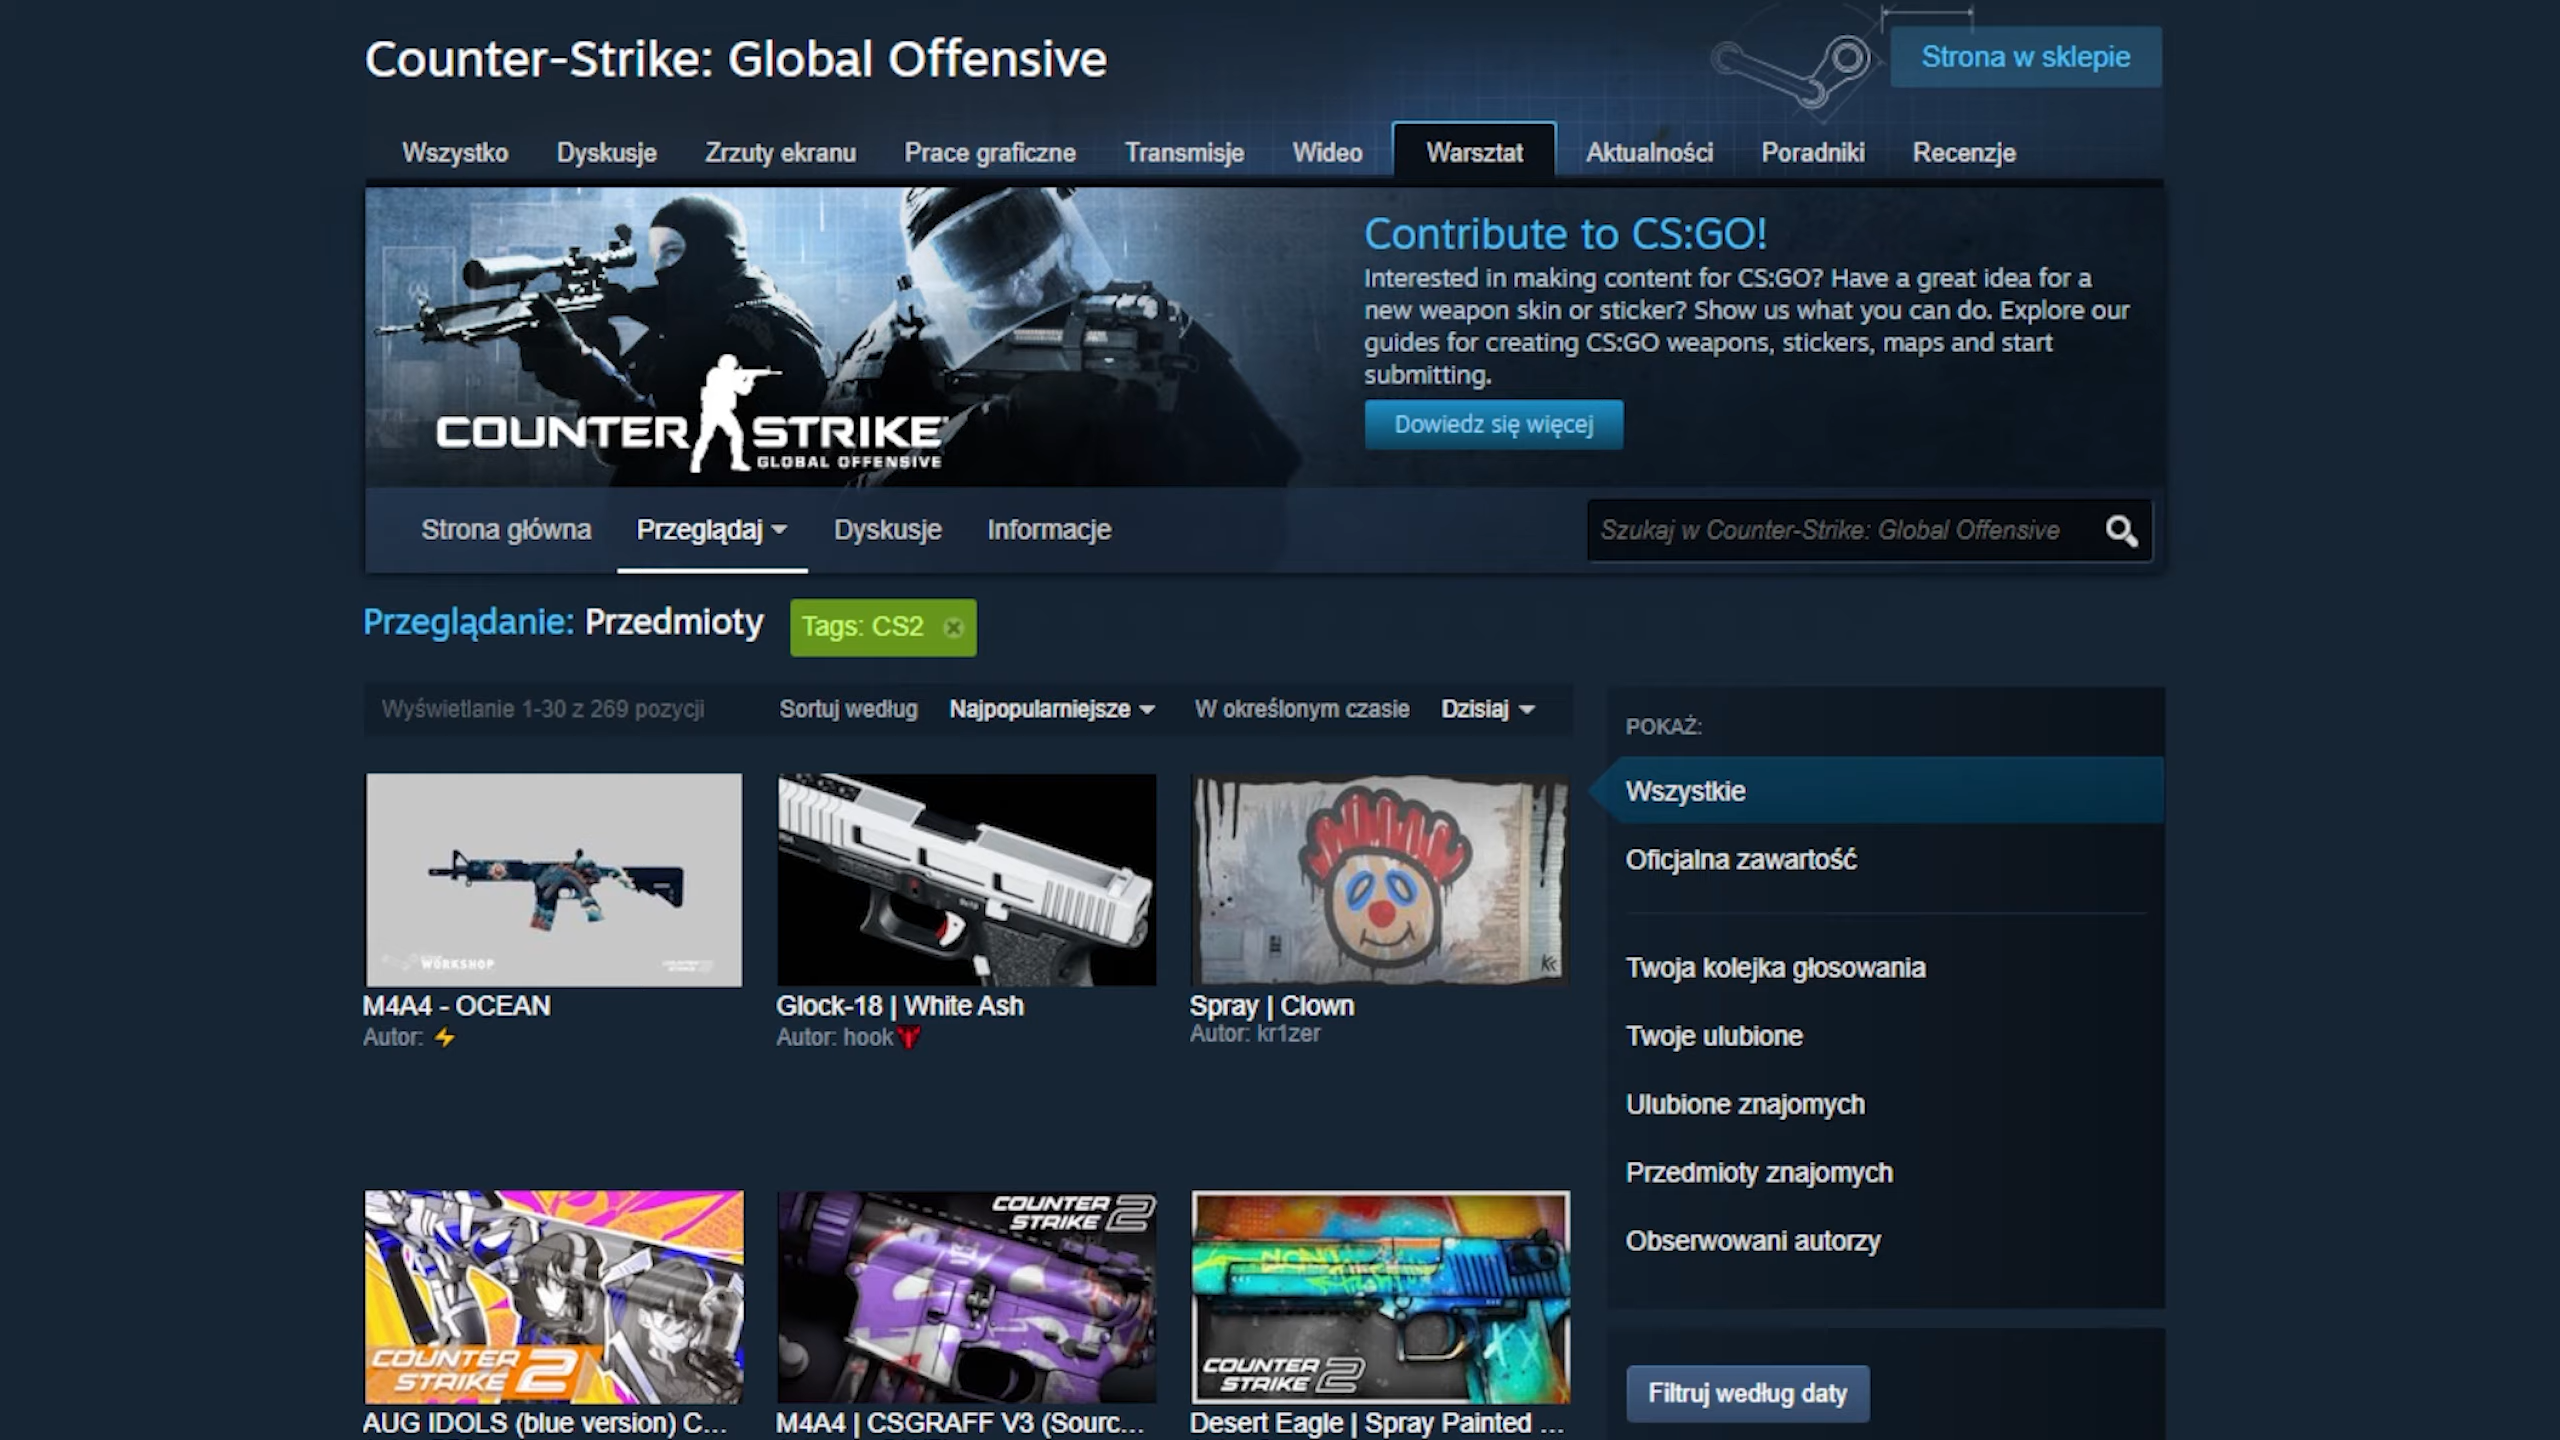 Counter-Strike: Global Offensive
Strona w sklepie
Wszystko Dyskusje Zrzuty ekranu Prace graficzne Transmisje Wideo Warsztat Aktualności Poradniki Recenzje
Contribute to CS:GO!
Interested in making content for CS:GO? Have a great idea for a
new weapon skin or sticker? Show us what you can do. Explore our
guides for creating CS:GO weapons, stickers, maps and start
submitting.
Dowiedz się więcej
COUNTER STRIKE
GLOBAL OFFENSIVE
Strona główna Przeglądaj Dyskusje Informacje
Szukaj w Counter-Strike: Global Offensive
Przeglądanie: Przedmioty Tags: CS2
Wyświetlanie 1-30 z 269 pozycji Sortuj według Najpopularniejsze W określonym czasie Dzisiaj
WORKSHOP
M4A4 - OCEAN
Autor: ⚡
Glock-18 | White Ash
Autor: hook
Spray | Clown
Autor: kr1zer
COUNTER
STRIKE 2
AUG IDOLS (blue version) C...
COUNTER
STRIKE 2
M4A4 | CSGRAFF V3 (Sourc...
COUNTER
STRIKE 2
Desert Eagle | Spray Painted ...
POKAŻ:
Wszystkie
Oficjalna zawartość
Twoja kolejka głosowania
Twoje ulubione
Ulubione znajomych
Przedmioty znajomych
Obserwowani autorzy
Filtruj według daty